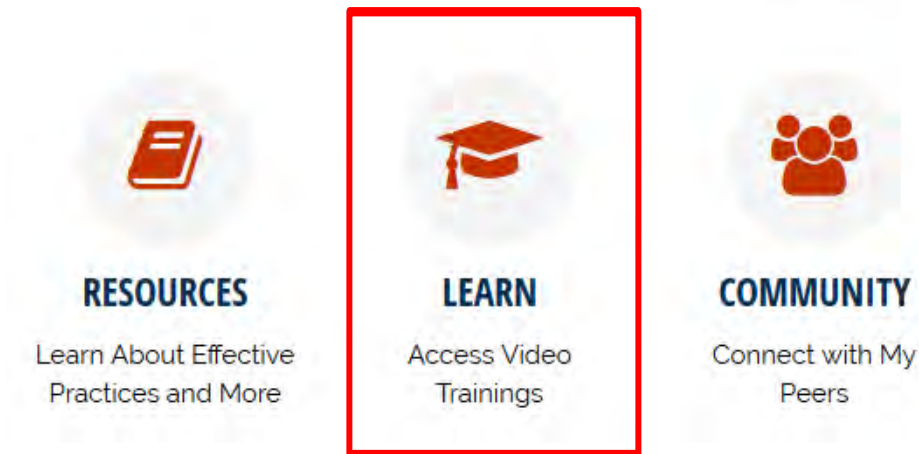 RESOURCES
Learn About Effective
Practices and More
LEARN
Access Video
Trainings
COMMUNITY
Connect with My
Peers